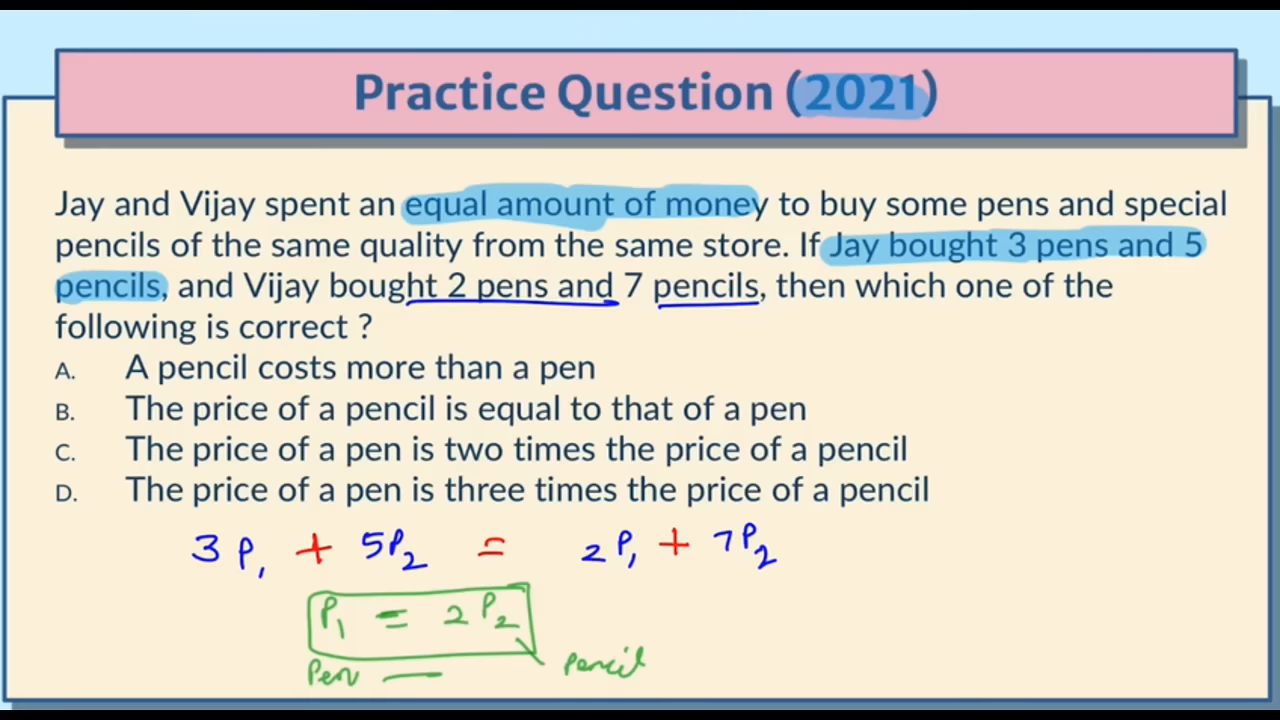 Practice Question (2021)
Jay and Vijay spent an equal amount of money to buy some pens and special
pencils of the same quality from the same store. If Jay bought 3 pens and 5
pencils, and Vijay bought 2 pens and 7 pencils, then which one of the
following is correct ?
A. A pencil costs more than a pen
B. The price of a pencil is equal to that of a pen
C. The price of a pen is two times the price of a pencil
D. The price of a pen is three times the price of a pencil
3P₁ + 5P₂ = 2P₁ + 7P₂
P₁ = 2P₂
Pen Pencil